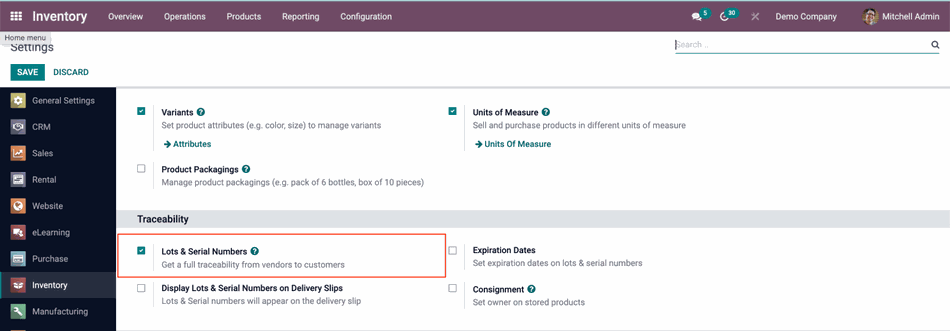 Inventory Overview Operations Products Reporting Configuration 5 30 Demo Company Mitchell Admin
Home menu
Settings
Search...
SAVE DISCARD
General Settings
CRM
Sales
Rental
Website
eLearning
Purchase
Inventory
Manufacturing
Variants ?
Set product attributes (e.g. color, size) to manage variants
Attributes
Units of Measure ?
Sell and purchase products in different units of measure
Units Of Measure
Product Packagings ?
Manage product packagings (e.g. pack of 6 bottles, box of 10 pieces)
Traceability
Lots & Serial Numbers ?
Get a full traceability from vendors to customers
Expiration Dates
Set expiration dates on lots & serial numbers
Display Lots & Serial Numbers on Delivery Slips
Lots & Serial numbers will appear on the delivery slip
Consignment ?
Set owner on stored products